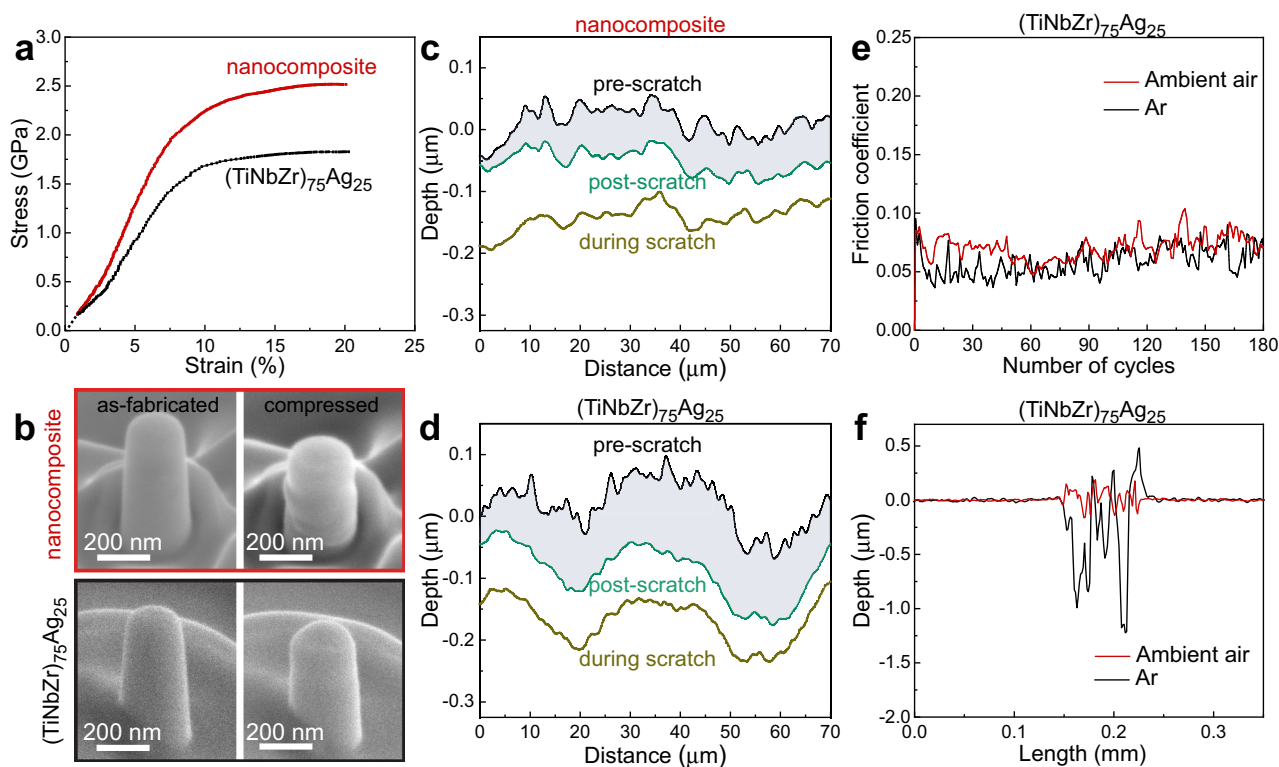 a
3.0
2.5
2.0
1.5
1.0
0.5
0.0
Stress (GPa)
nanocomposite
(TiNbZr)75Ag25
0
5
10
15
20
25
Strain (%)
b
nanocomposite
as-fabricated
compressed
200 nm
200 nm
(TiNbZr)75Ag25
200 nm
200 nm
c
nanocomposite
0.1
0.0
-0.1
-0.2
-0.3
Depth (μm)
pre-scratch
post-scratch
during scratch
0
10
20
30
40
50
60
70
Distance (μm)
d
(TiNbZr)75Ag25
0.1
0.0
-0.1
-0.2
-0.3
Depth (μm)
pre-scratch
post-scratch
during scratch
0
10
20
30
40
50
60
70
Distance (μm)
e
(TiNbZr)75Ag25
0.25
0.20
0.15
0.10
0.05
0.00
Friction coefficient
Ambient air
Ar
0
30
60
90
120
150
180
Number of cycles
f
(TiNbZr)75Ag25
0.5
0.0
-0.5
-1.0
-1.5
-2.0
Depth (μm)
Ambient air
Ar
0.0
0.1
0.2
0.3
Length (mm)